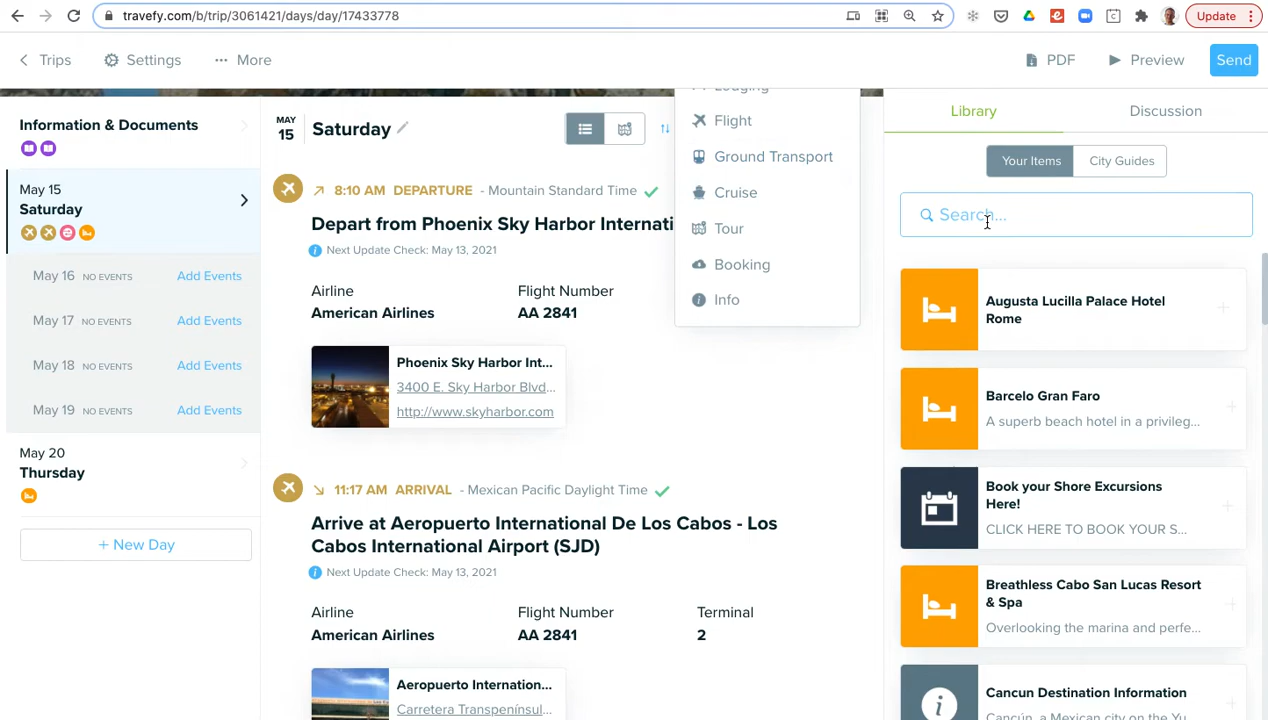 travefy.com/b/trip/3061421/days/day/17433778
Update
Trips
Settings
More
PDF
Preview
Send
Information & Documents
May 15
Saturday
May 16 NO EVENTS Add Events
May 17 NO EVENTS Add Events
May 18 NO EVENTS Add Events
May 19 NO EVENTS Add Events
May 20
Thursday
+ New Day
MAY
15
Saturday
8:10 AM DEPARTURE - Mountain Standard Time
Depart from Phoenix Sky Harbor Internati
Next Update Check: May 13, 2021
Airline
Flight Number
American Airlines
AA 2841
Phoenix Sky Harbor Int...
3400 E. Sky Harbor Blvd...
http://www.skyharbor.com
11:17 AM ARRIVAL - Mexican Pacific Daylight Time
Arrive at Aeropuerto International De Los Cabos - Los
Cabos International Airport (SJD)
Next Update Check: May 13, 2021
Airline
Flight Number
Terminal
American Airlines
AA 2841
2
Aeropuerto Internation...
Carretera Transpenínsul...
Lodging
Flight
Ground Transport
Cruise
Tour
Booking
Info
Library
Discussion
Your Items
City Guides
Search...
Augusta Lucilla Palace Hotel
Rome
Barcelo Gran Faro
A superb beach hotel in a privileg...
Book your Shore Excursions
Here!
CLICK HERE TO BOOK YOUR S...
Breathless Cabo San Lucas Resort
& Spa
Overlooking the marina and perfe...
Cancun Destination Information
Cancún, a Mexican city on the Yu